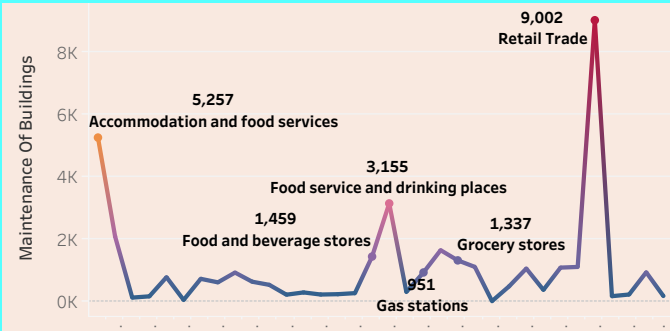 9,002
Retail Trade
8K
5,257
Accommodation and food services
6K
3,155
Food service and drinking places
4K
1,459
Food and beverage stores
1,337
Grocery stores
2K
951
Gas stations
0K
Maintenance Of Buildings